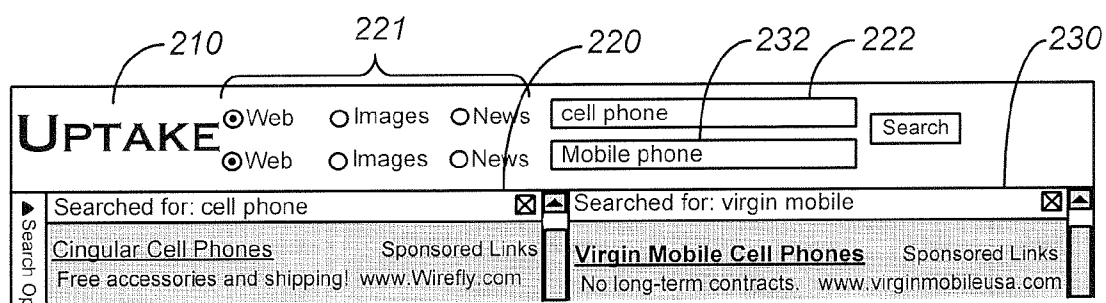 210 221 220 232 222 230
UPTAKE
Web Images News cell phone
Search
Web Images News Mobile phone
Searched for: cell phone
Searched for: virgin mobile
Search Op
Cingular Cell Phones Sponsored Links
Free accessories and shipping! www.Wirefly.com
Virgin Mobile Cell Phones Sponsored Links
No long-term contracts. www.virginmobileusa.com